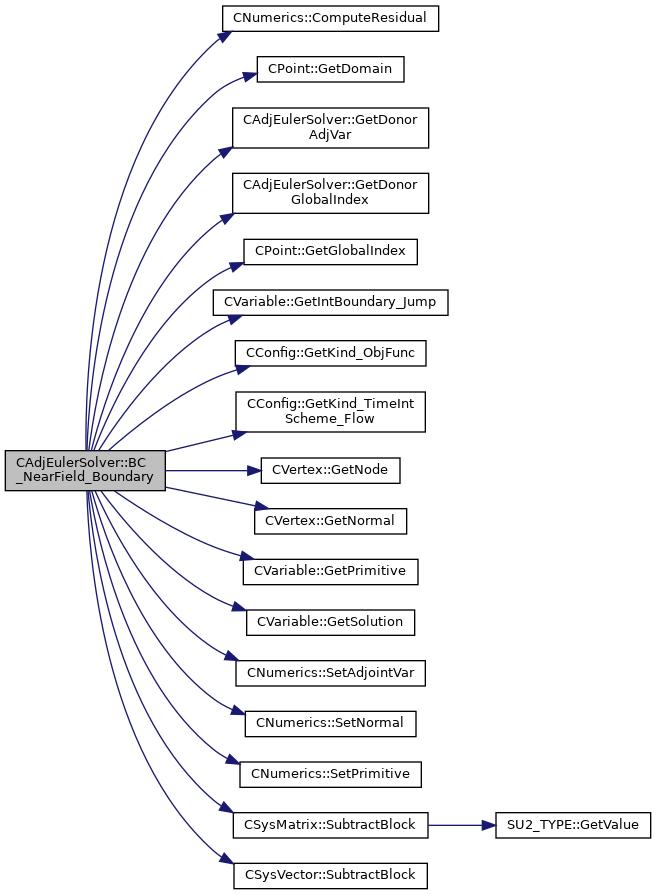 CNumerics::ComputeResidual
CPoint::GetDomain
CAdjEulerSolver::GetDonor
AdjVar
CAdjEulerSolver::GetDonor
GlobalIndex
CPoint::GetGlobalIndex
CVariable::GetIntBoundary_Jump
CConfig::GetKind_ObjFunc
CConfig::GetKind_TimeInt
Scheme_Flow
CAdjEulerSolver::BC
_NearField_Boundary
CVertex::GetNode
CVertex::GetNormal
CVariable::GetPrimitive
CVariable::GetSolution
CNumerics::SetAdjointVar
CNumerics::SetNormal
CNumerics::SetPrimitive
CSysMatrix::SubtractBlock
SU2_TYPE::GetValue
CSysVector::SubtractBlock